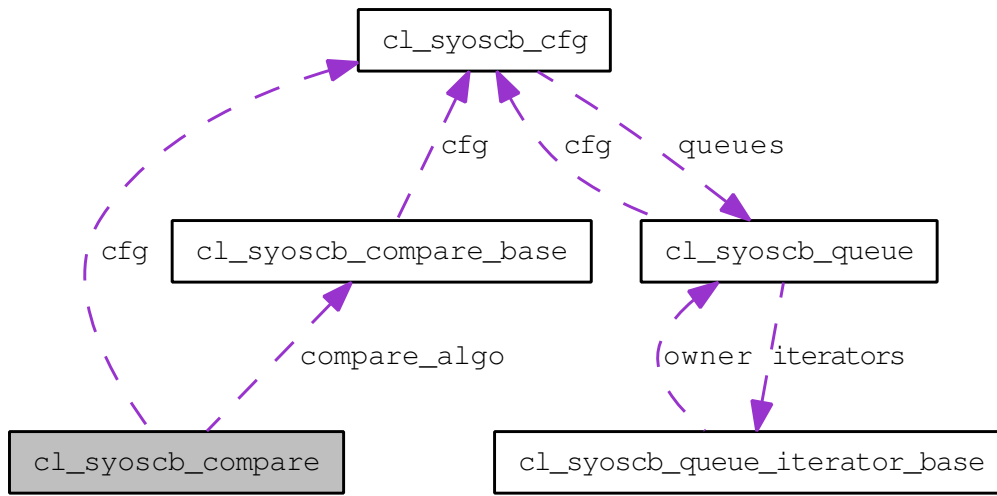 cl_syoscb_cfg
cfg
cfg
queues
cfg
cl_syoscb_compare_base
cl_syoscb_queue
compare_algo
owner
iterators
cl_syoscb_compare
cl_syoscb_queue_iterator_base